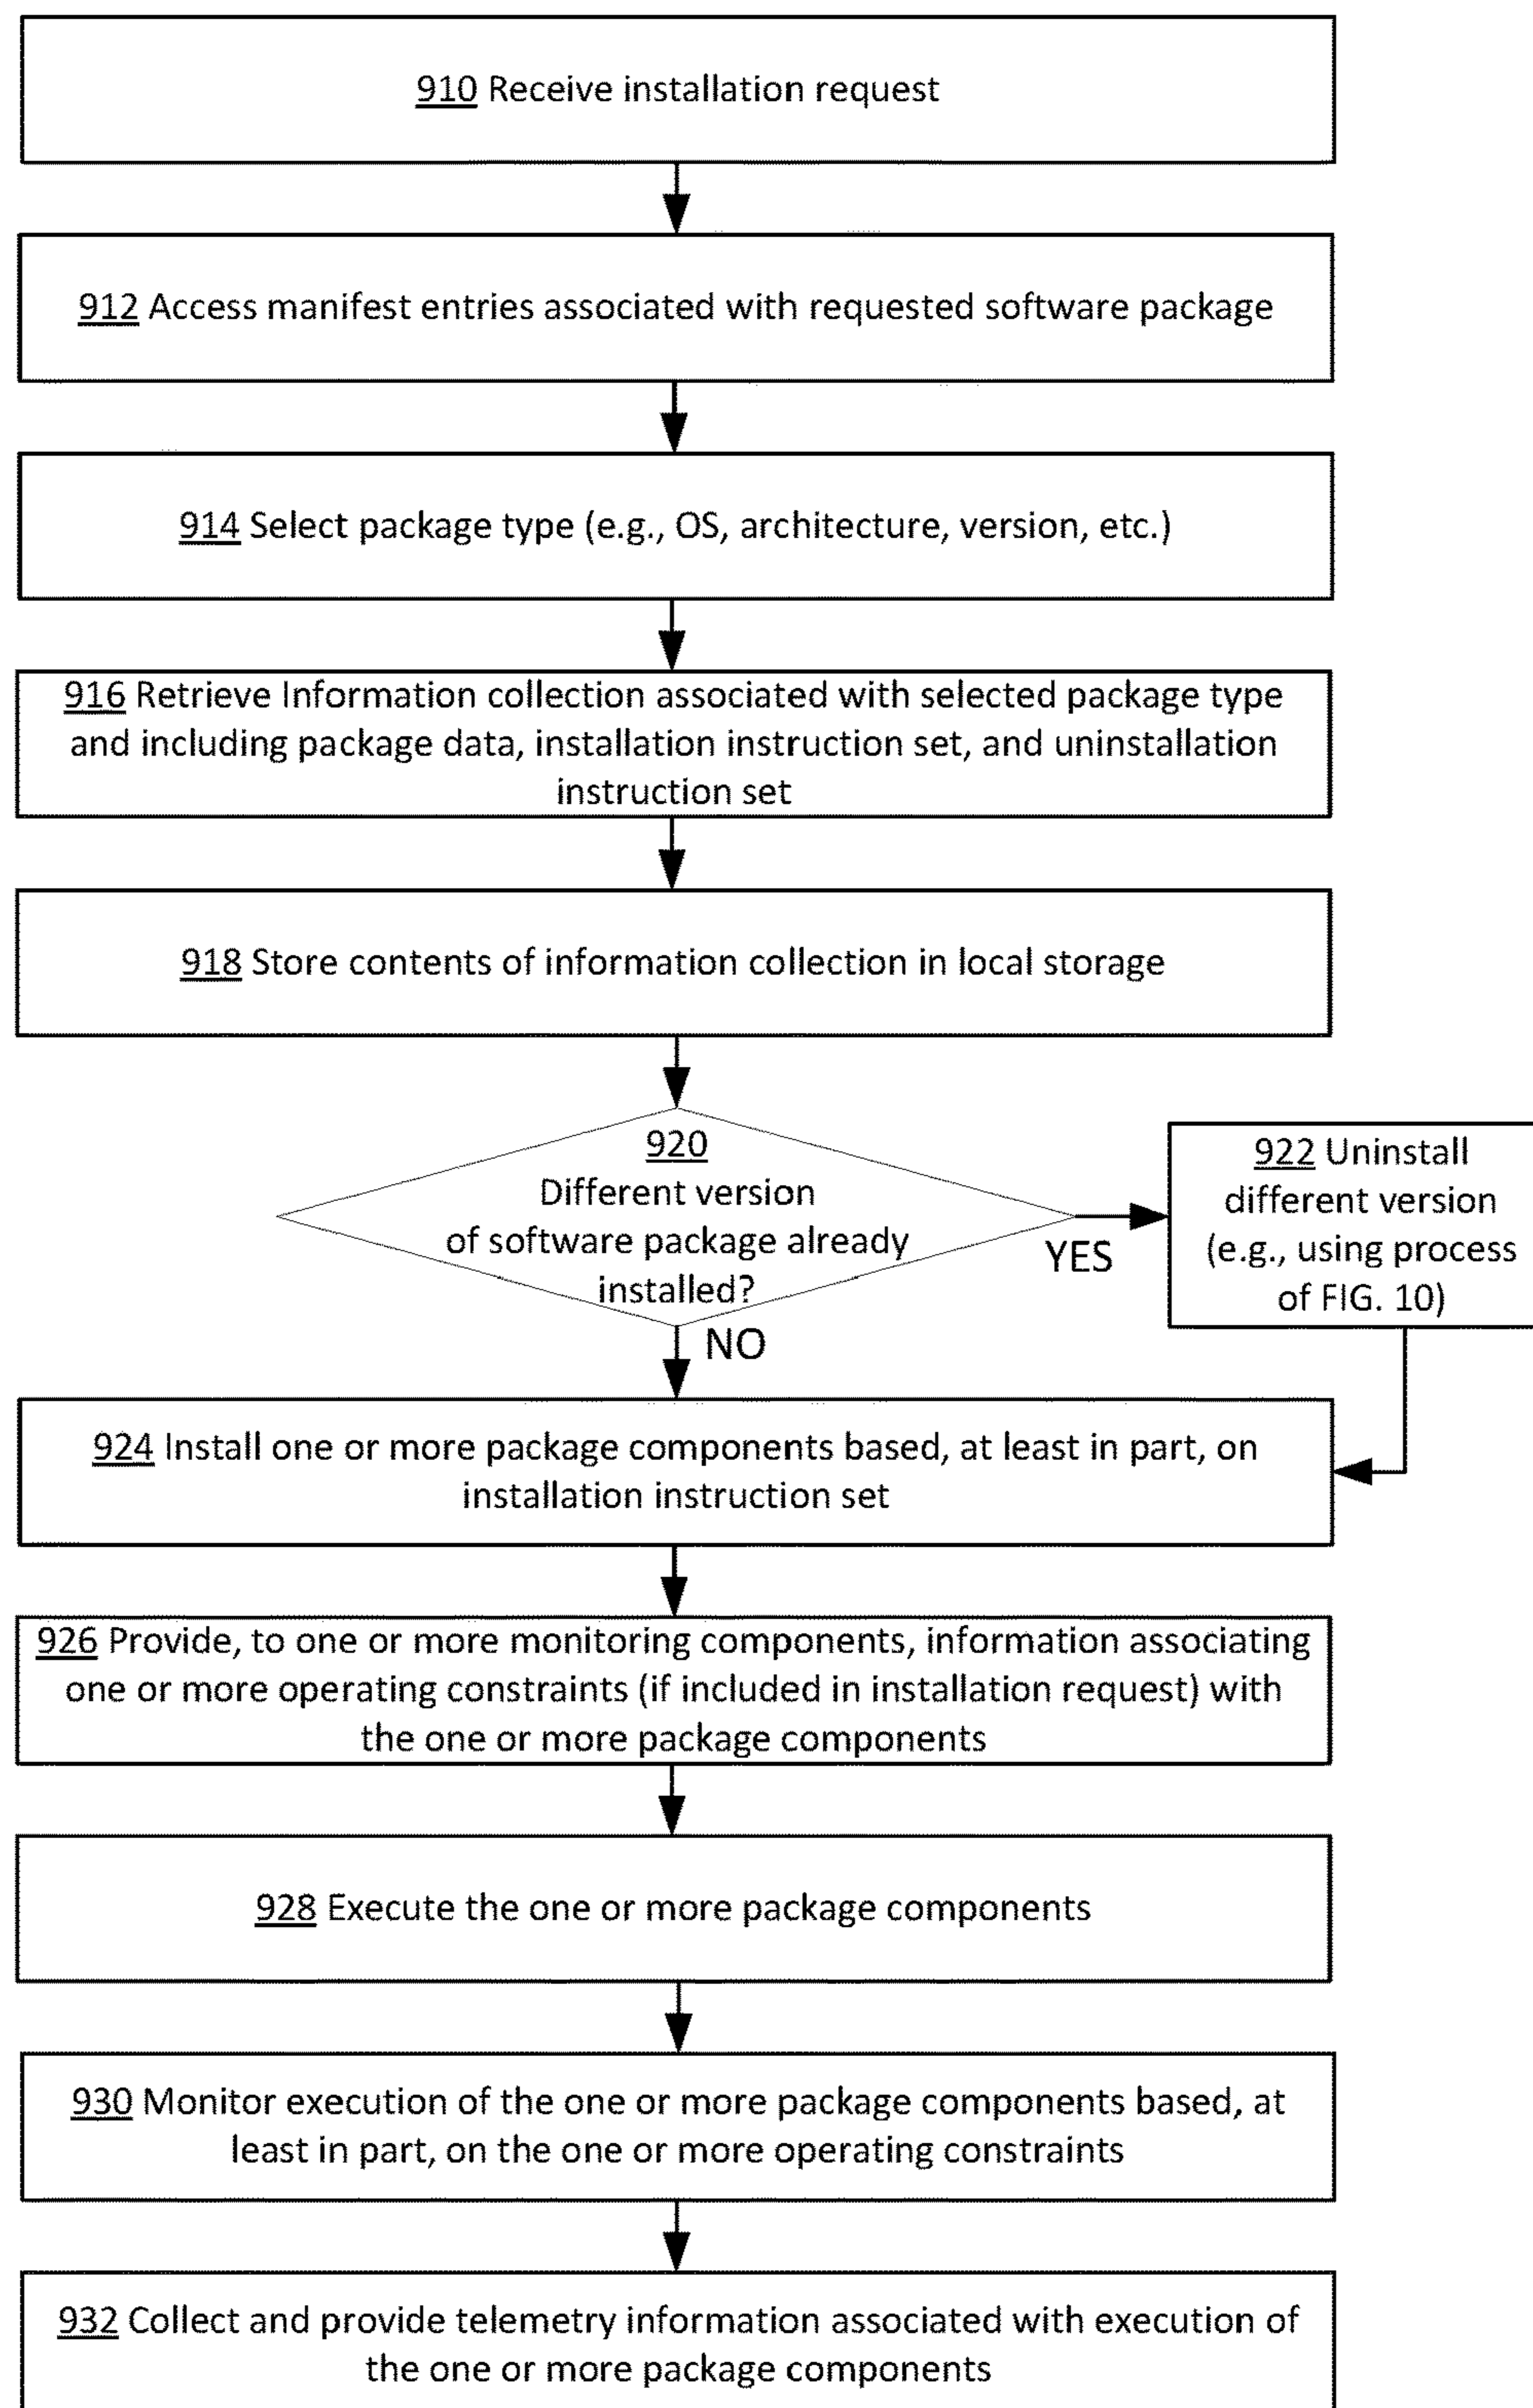 910 Receive installation request
912 Access manifest entries associated with requested software package
914 Select package type (e.g., OS, architecture, version, etc.)
916 Retrieve Information collection associated with selected package type
and including package data, installation instruction set, and uninstallation
instruction set
918 Store contents of information collection in local storage
920
Different version
of software package already
installed?
YES
922 Uninstall
different version
(e.g., using process
of FIG. 10)
NO
924 Install one or more package components based, at least in part, on
installation instruction set
926 Provide, to one or more monitoring components, information associating
one or more operating constraints (if included in installation request) with
the one or more package components
928 Execute the one or more package components
930 Monitor execution of the one or more package components based, at
least in part, on the one or more operating constraints
932 Collect and provide telemetry information associated with execution of
the one or more package components